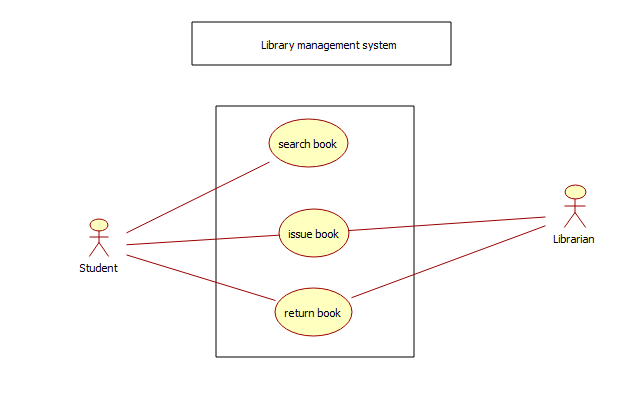 Library management system
search book
issue book
return book
Student
Librarian